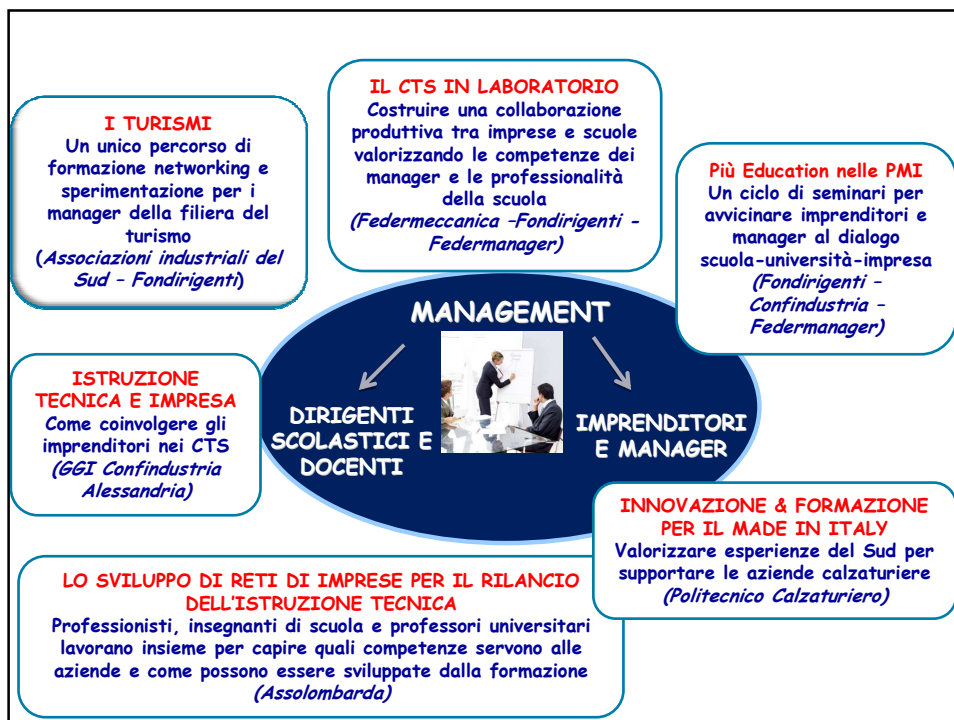 I TURISMI
Un unico percorso di
formazione networking e
sperimentazione per i
manager della filiera del
turismo
(Associazioni industriali del
Sud – Fondirigenti)
IL CTS IN LABORATORIO
Costruire una collaborazione
produttiva tra imprese e scuole
valorizzando le competenze dei
manager e le professionalità
della scuola
(Federmeccanica –Fondirigenti -
Federmanager)
Più Education nelle PMI
Un ciclo di seminari per
avvicinare imprenditori e
manager al dialogo
scuola-università-impresa
(Fondirigenti –
Confindustria –
Federmanager)
MANAGEMENT
DIRIGENTI
SCOLASTICI E
DOCENTI
IMPRENDITORI
E MANAGER
ISTRUZIONE
TECNICA E IMPRESA
Come coinvolgere gli
imprenditori nei CTS
(GGI Confindustria
Alessandria)
INNOVAZIONE & FORMAZIONE
PER IL MADE IN ITALY
Valorizzare esperienze del Sud per
supportare le aziende calzaturiere
(Politecnico Calzaturiero)
LO SVILUPPO DI RETI DI IMPRESE PER IL RILANCIO
DELL'ISTRUZIONE TECNICA
Professionisti, insegnanti di scuola e professori universitari
lavorano insieme per capire quali competenze servono alle
aziende e come possono essere sviluppate dalla formazione
(Assolombarda)